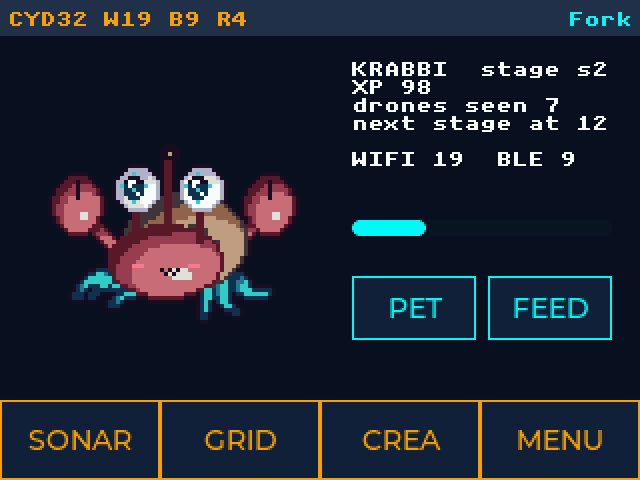 CYD32 W19 B9 R4 Fork
KRABBI stage s2
XP 98
drones seen 7
next stage at 12
WIFI 19 BLE 9
PET FEED
SONAR GRID CREA MENU